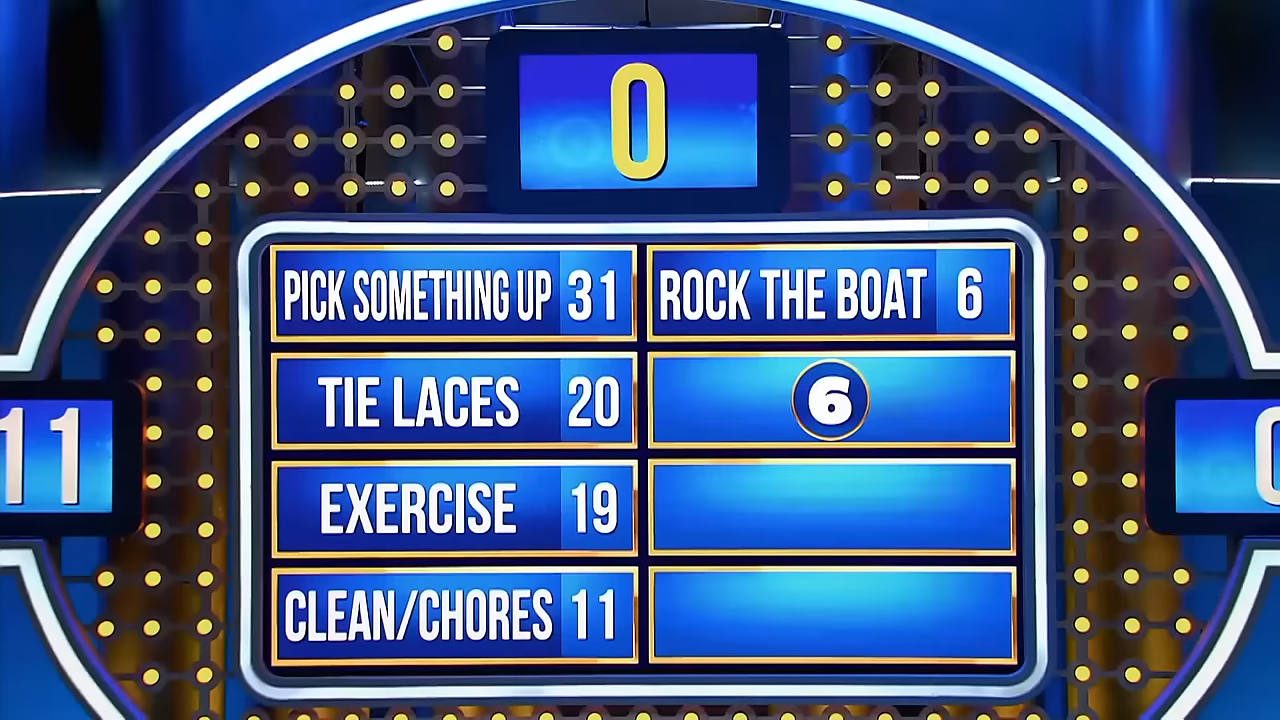 0
PICK SOMETHING UP 31
ROCK THE BOAT 6
TIE LACES 20
6
EXERCISE 19
CLEAN/CHORES 11
11
0